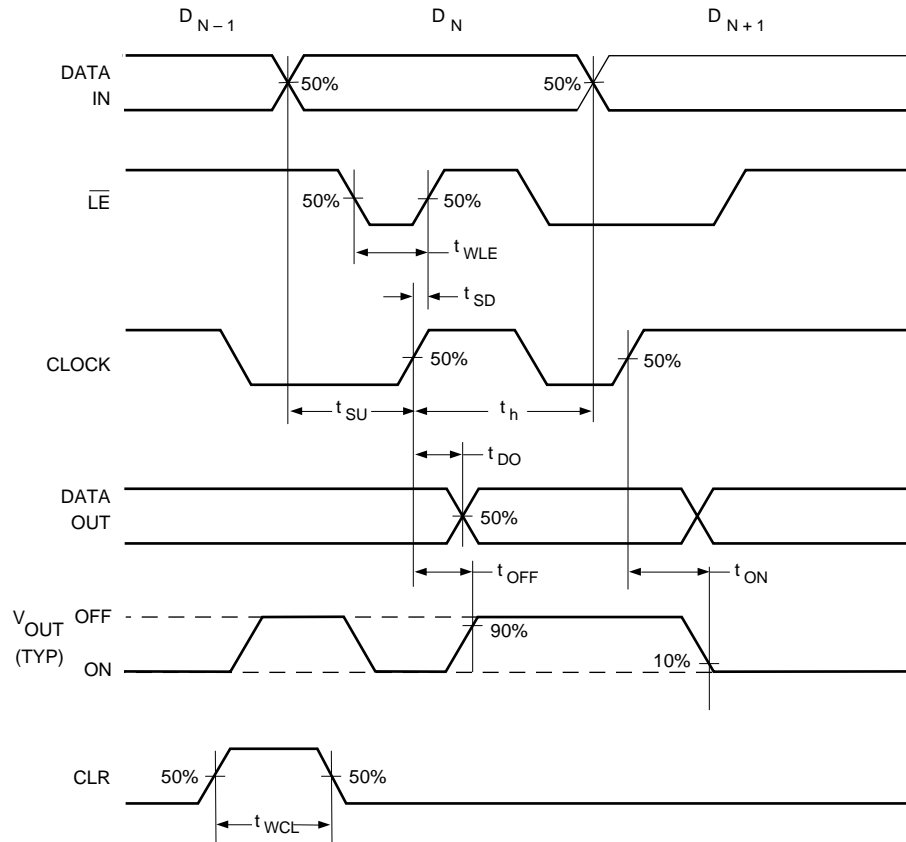 D N – 1 D N D N + 1
DATA IN 50% 50%
LE 50% 50%
t WLE
t SD
CLOCK 50% 50%
t SU t h
t DO
DATA OUT 50%
t OFF t ON
V OUT (TYP) OFF 90%
ON 10%
CLR 50% 50%
t WCL